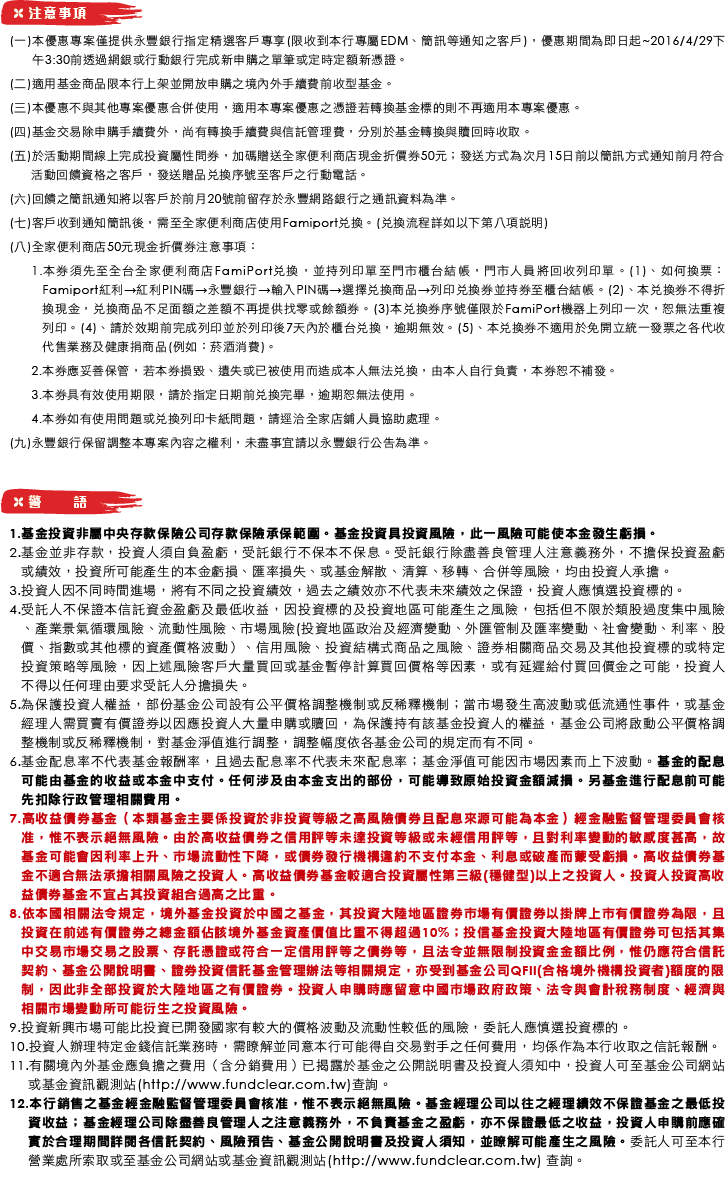 注意事項
(一)本優惠專案僅提供永豐銀行指定精選客戶專享(限收到本行專屬EDM、簡訊等通知之客戶)，優惠期間為即日起~2016/4/29下
午3:30前透過網銀或行動銀行完成新申購之單筆或定時定額新憑證。
(二)適用基金商品限本行上架並開放申購之境內外手續費前收型基金。
(三)本優惠不與其他專案優惠合併使用，適用本專案優惠之憑證若轉換基金標的則不再適用本專案優惠。
(四)基金交易除申購手續費外，尚有轉換手續費與信託管理費，分別於基金轉換與贖回時收取。
(五)於活動期間線上完成投資屬性問券，加碼贈送全家便利商店現金折價券50元；發送方式為次月15日前以簡訊方式通知前月符合
活動回饋資格之客戶，發送贈品兌換序號至客戶之行動電話。
(六)回饋之簡訊通知將以客戶於前月20號前留存於永豐網路銀行之通訊資料為準。
(七)客戶收到通知簡訊後，需至全家便利商店使用Famiport兌換。(兌換流程詳如以下第八項說明)
(八)全家便利商店50元現金折價券注意事項：
1.本券須先至全台全家便利商店FamiPort兌換，並持列印單至門市櫃台結帳，門市人員將回收列印單。(1)、如何換票：
Famiport紅利→紅利PIN碼→永豐銀行→輸入PIN碼→選擇兌換商品→列印兌換券並持券至櫃台結帳。(2)、本兌換券不得折
換現金，兌換商品不足面額之差額不再提供找零或餘額券。(3)本兌換券序號僅限於FamiPort機器上列印一次，恕無法重複
列印。(4)、請於效期前完成列印並於列印後7天內於櫃台兌換，逾期無效。(5)、本兌換券不適用於免開立統一發票之各代收
代售業務及健康捐商品(例如：菸酒消費)。
2.本券應妥善保管，若本券損毀、遺失或已被使用而造成本人無法兌換，由本人自行負責，本券恕不補發。
3.本券具有效使用期限，請於指定日期前兌換完畢，逾期恕無法使用。
4.本券如有使用問題或兌換列印卡紙問題，請逕洽全家店鋪人員協助處理。
(九)永豐銀行保留調整本專案內容之權利，未盡事宜請以永豐銀行公告為準。
警　語
1.基金投資非屬中央存款保險公司存款保險承保範圍。基金投資具投資風險，此一風險可能使本金發生虧損。
2.基金並非存款，投資人須自負盈虧，受託銀行不保本不保息。受託銀行除盡善良管理人注意義務外，不擔保投資盈虧
或績效，投資所可能產生的本金虧損、匯率損失、或基金解散、清算、移轉、合併等風險，均由投資人承擔。
3.投資人因不同時間進場，將有不同之投資績效，過去之績效亦不代表未來績效之保證，投資人應慎選投資標的。
4.受託人不保證本信託資金盈虧及最低收益，因投資標的及投資地區可能產生之風險，包括但不限於類股過度集中風險
、產業景氣循環風險、流動性風險、市場風險(投資地區政治及經濟變動、外匯管制及匯率變動、社會變動、利率、股
價、指數或其他標的資產價格波動）、信用風險、投資結構式商品之風險、證券相關商品交易及其他投資標的或特定
投資策略等風險，因上述風險客戶大量買回或基金暫停計算買回價格等因素，或有延遲給付買回價金之可能，投資人
不得以任何理由要求受託人分擔損失。
5.為保護投資人權益，部份基金公司設有公平價格調整機制或反稀釋機制；當市場發生高波動或低流通性事件，或基金
經理人需買賣有價證券以因應投資人大量申購或贖回，為保護持有該基金投資人的權益，基金公司將啟動公平價格調
整機制或反稀釋機制，對基金淨值進行調整，調整幅度依各基金公司的規定而有不同。
6.基金配息率不代表基金報酬率，且過去配息率不代表未來配息率；基金淨值可能因市場因素而上下波動。基金的配息
可能由基金的收益或本金中支付。任何涉及由本金支出的部份，可能導致原始投資金額減損。另基金進行配息前可能
先扣除行政管理相關費用。
7.高收益債券基金（本類基金主要係投資於非投資等級之高風險債券且配息來源可能為本金）經金融監督管理委員會核
准，惟不表示絕無風險。由於高收益債券之信用評等未達投資等級或未經信用評等，且對利率變動的敏感度甚高，故
基金可能會因利率上升、市場流動性下降，或債券發行機構違約不支付本金、利息或破產而蒙受虧損。高收益債券基
金不適合無法承擔相關風險之投資人。高收益債券基金較適合投資屬性第三級(穩健型)以上之投資人。投資人投資高收
益債券基金不宜占其投資組合過高之比重。
8.依本國相關法令規定，境外基金投資於中國之基金，其投資大陸地區證券市場有價證券以掛牌上市有價證券為限，且
投資在前述有價證券之總金額佔該境外基金資產價值比重不得超過10%；投信基金投資大陸地區有價證券可包括其集
中交易市場交易之股票、存託憑證或符合一定信用評等之債券等，且法令並無限制投資金金額比例，惟仍應符合信託
契約、基金公開說明書、證券投資信託基金管理辦法等相關規定，亦受到基金公司QFII(合格境外機構投資者)額度的限
制，因此非全部投資於大陸地區之有價證券。投資人申購時應留意中國市場政府政策、法令與會計稅務制度、經濟與
相關市場變動所可能衍生之投資風險。
9.投資新興市場可能比投資已開發國家有較大的價格波動及流動性較低的風險，委託人應慎選投資標的。
10.投資人辦理特定金錢信託業務時，需瞭解並同意本行可能得自交易對手之任何費用，均係作為本行收取之信託報酬。
11.有關境內外基金應負擔之費用（含分銷費用）已揭露於基金之公開說明書及投資人須知中，投資人可至基金公司網站
或基金資訊觀測站(http://www.fundclear.com.tw)查詢。
12.本行銷售之基金經金融監督管理委員會核准，惟不表示絕無風險。基金經理公司以往之經理績效不保證基金之最低投
資收益；基金經理公司除盡善良管理人之注意義務外，不負責基金之盈虧，亦不保證最低之收益，投資人申購前應確
實於合理期間詳閱各信託契約、風險預告、基金公開說明書及投資人須知，並瞭解可能產生之風險。委託人可至本行
營業處所索取或至基金公司網站或基金資訊觀測站(http://www.fundclear.com.tw) 查詢。